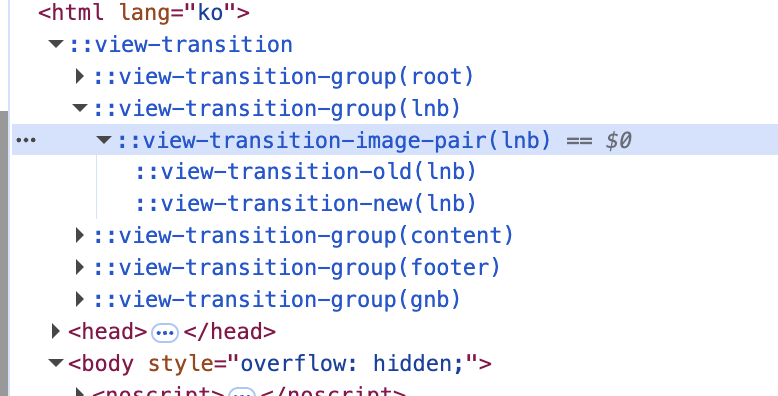 <html lang="ko">
::view-transition
::view-transition-group(root)
::view-transition-group(lnb)
::view-transition-image-pair(lnb) == $0
::view-transition-old(lnb)
::view-transition-new(lnb)
::view-transition-group(content)
::view-transition-group(footer)
::view-transition-group(gnb)
<head> ••• </head>
<body style="overflow: hidden;">
<noscript> ••• </noscript>